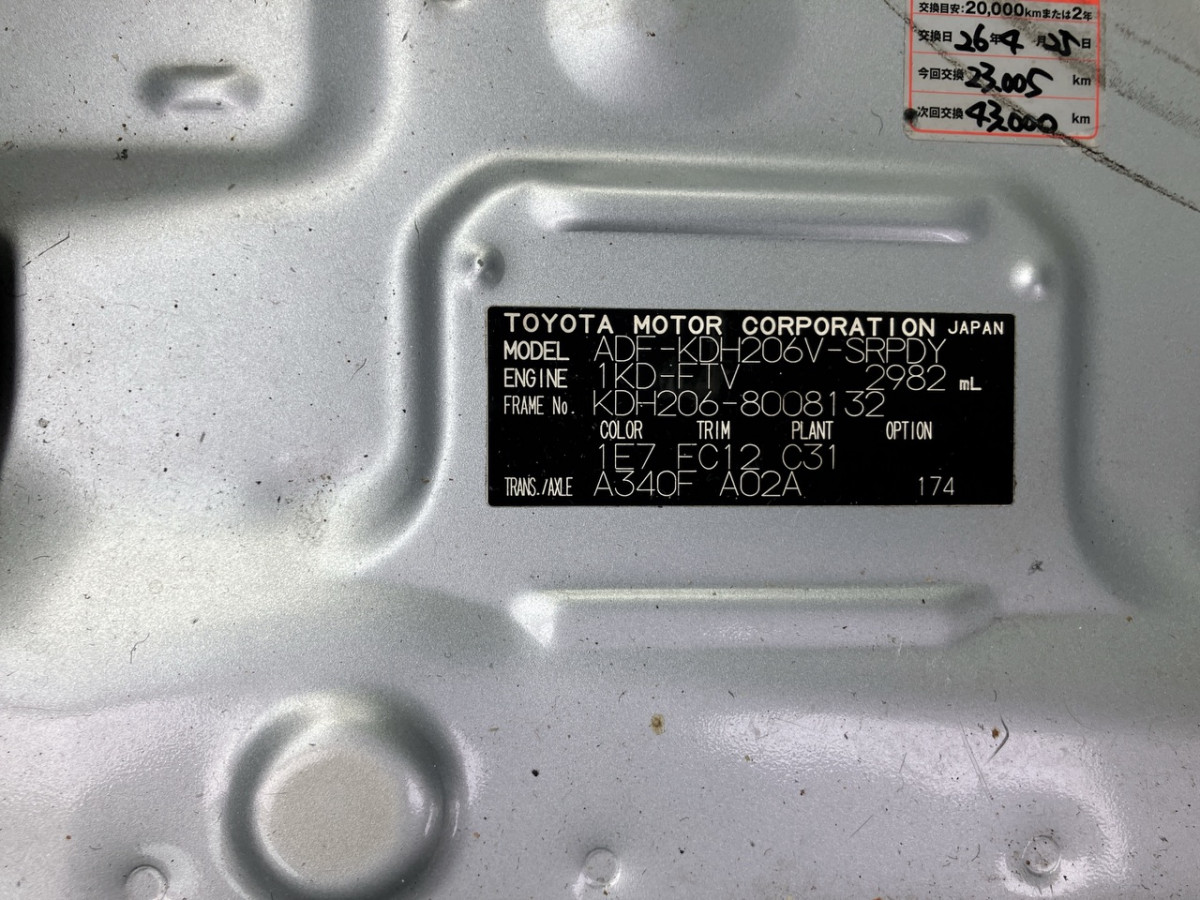 交換目安:20,000kmまたは2年
交換日 26年4月25日
今回交換 23.005 km
次回交換 43,000 km
TOYOTA MOTOR CORPORATION JAPAN
MODEL ADF-KDH206V-SRPDY
ENGINE 1KD-FTV 2982 mL
FRAME No. KDH206-8008132
COLOR TRIM PLANT OPTION
1E7 FC12 C31
TRANS./AXLE A340F A02A 174